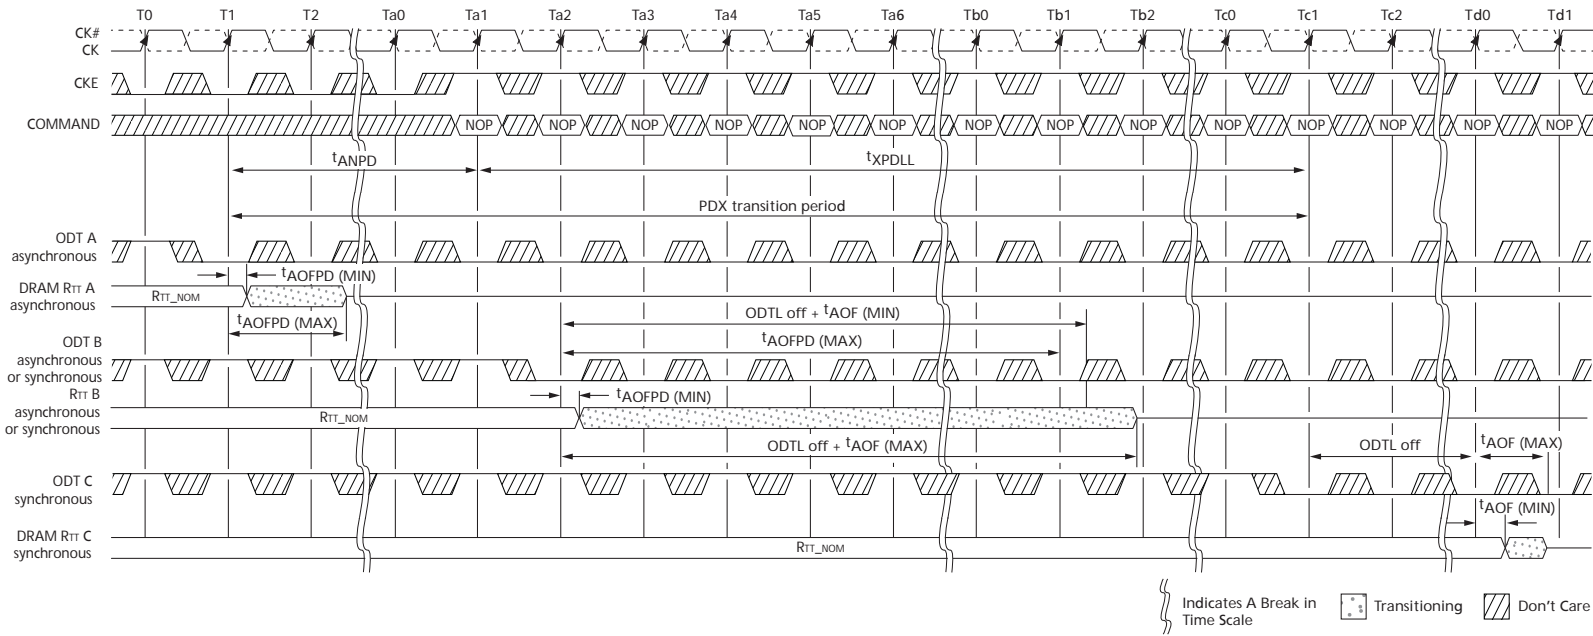 T0 T1 T2 Ta0 Ta1 Ta2 Ta3 Ta4 Ta5 Ta6 Tb0 Tb1 Tb2 Tc0 Tc1 Tc2 Td0 Td1
CK#
CK
CKE
COMMAND NOP NOP NOP NOP NOP NOP NOP NOP NOP NOP NOP NOP NOP NOP
tANPD tXPDLL
PDX transition period
ODT A
asynchronous
tAOFPD (MIN)
DRAM RTT A
asynchronous
RTT_NOM
tAOFPD (MAX)
ODTL off + tAOF (MIN)
tAOFPD (MAX)
ODT B
asynchronous
or synchronous
tAOFPD (MIN)
RTT B
asynchronous
or synchronous
RTT_NOM
ODTL off + tAOF (MAX)
ODTL off tAOF (MAX)
ODT C
synchronous
tAOF (MIN)
DRAM RTT C
synchronous
RTT_NOM
Indicates A Break in
Time Scale
Transitioning
Don't Care